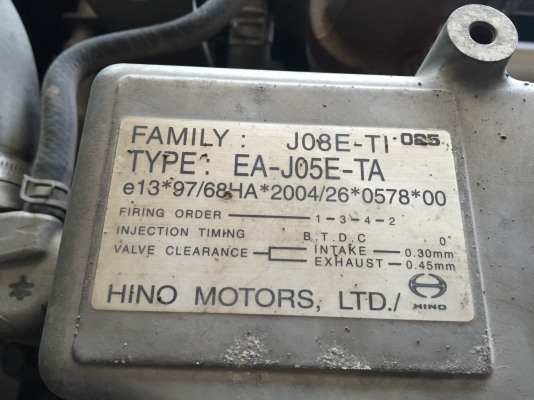 FAMILY : J08E-TI 025
TYPE : EA-J05E-TA
e13*97/68HA*2004/26*0578*00
FIRING ORDER 1-3-4-2
INJECTION TIMING B.T.D.C 0
VALVE CLEARANCE INTAKE 0.30mm
EXHAUST 0.45mm
HINO MOTORS, LTD./ HINO